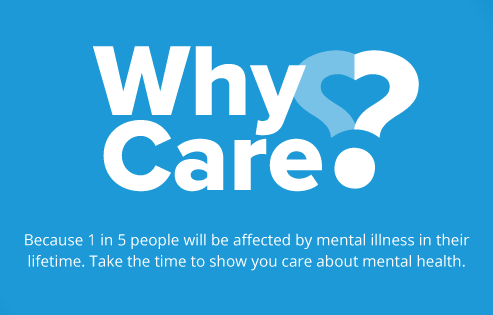 Why
Care?
Because 1 in 5 people will be affected by mental illness in their
lifetime. Take the time to show you care about mental health.